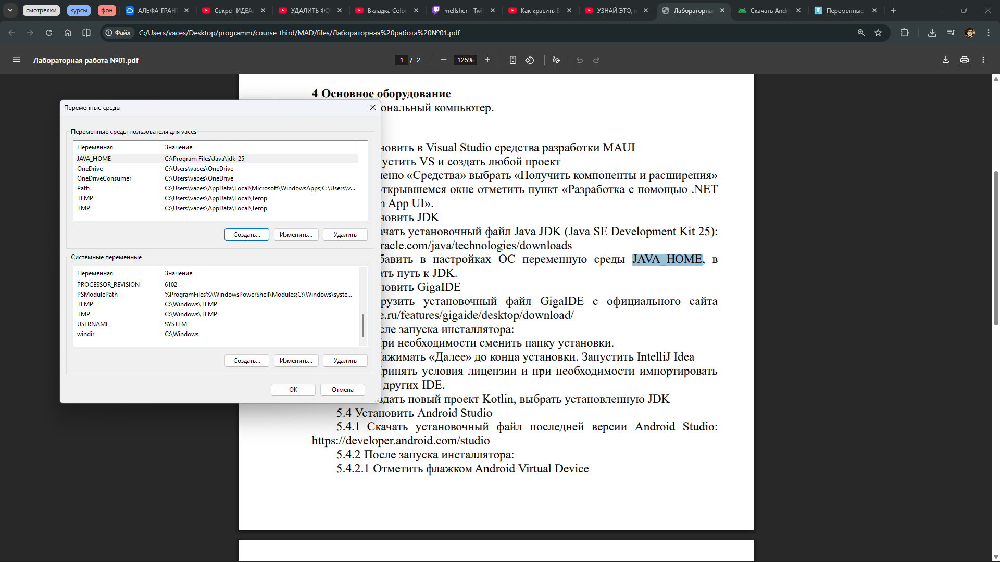 смотрелки
курсы
фон
АЛЬФА-ГРАН
Секрет ИДЕА
УДАЛИТЬ ФО
Вкладка Color
mellsher - Twi
Как красить В
УЗНАЙ ЭТО,
Лабораторна
Скачать Andr
Переменные
Файл
C:/Users/vaces/Desktop/programm/course_third/MAD/files/Лабораторная%20работа%20№01.pdf
Лабораторная работа №01.pdf
1 / 2
125%
4 Основное оборудование
ональный компьютер.
новить в Visual Studio средства разработки MAUI
устить VS и создать любой проект
меню «Средства» выбрать «Получить компоненты и расширения»
открывшемся окне отметить пункт «Разработка с помощью .NET
m App UI».
новить JDK
ачать установочный файл Java JDK (Java SE Development Kit 25):
racle.com/java/technologies/downloads
бавить в настройках ОС переменную среды JAVA_HOME, в
ать путь к JDK.
новить GigaIDE
рузить установочный файл GigaIDE с официального сайта
e.ru/features/gigaide/desktop/download/
сле запуска инсталлятора:
При необходимости сменить папку установки.
Нажимать «Далее» до конца установки. Запустить IntelliJ Idea
Принять условия лицензии и при необходимости импортировать
других IDE.
здать новый проект Kotlin, выбрать установленную JDK
5.4 Установить Android Studio
5.4.1 Скачать установочный файл последней версии Android Studio:
https://developer.android.com/studio
5.4.2 После запуска инсталлятора:
5.4.2.1 Отметить флажком Android Virtual Device
Переменные среды
Переменные среды пользователя для vaces
Переменная Значение
JAVA_HOME C:\Program Files\Java\jdk-25
OneDrive C:\Users\vaces\OneDrive
OneDriveConsumer C:\Users\vaces\OneDrive
Path C:\Users\vaces\AppData\Local\Microsoft\WindowsApps;C:\Users\v...
TEMP C:\Users\vaces\AppData\Local\Temp
TMP C:\Users\vaces\AppData\Local\Temp
Создать... Изменить... Удалить
Системные переменные
Переменная Значение
PROCESSOR_REVISION 6102
PSModulePath %ProgramFiles%\WindowsPowerShell\Modules;C:\Windows\syste...
TEMP C:\Windows\TEMP
TMP C:\Windows\TEMP
USERNAME SYSTEM
windir C:\Windows
Создать... Изменить... Удалить
ОК Отмена